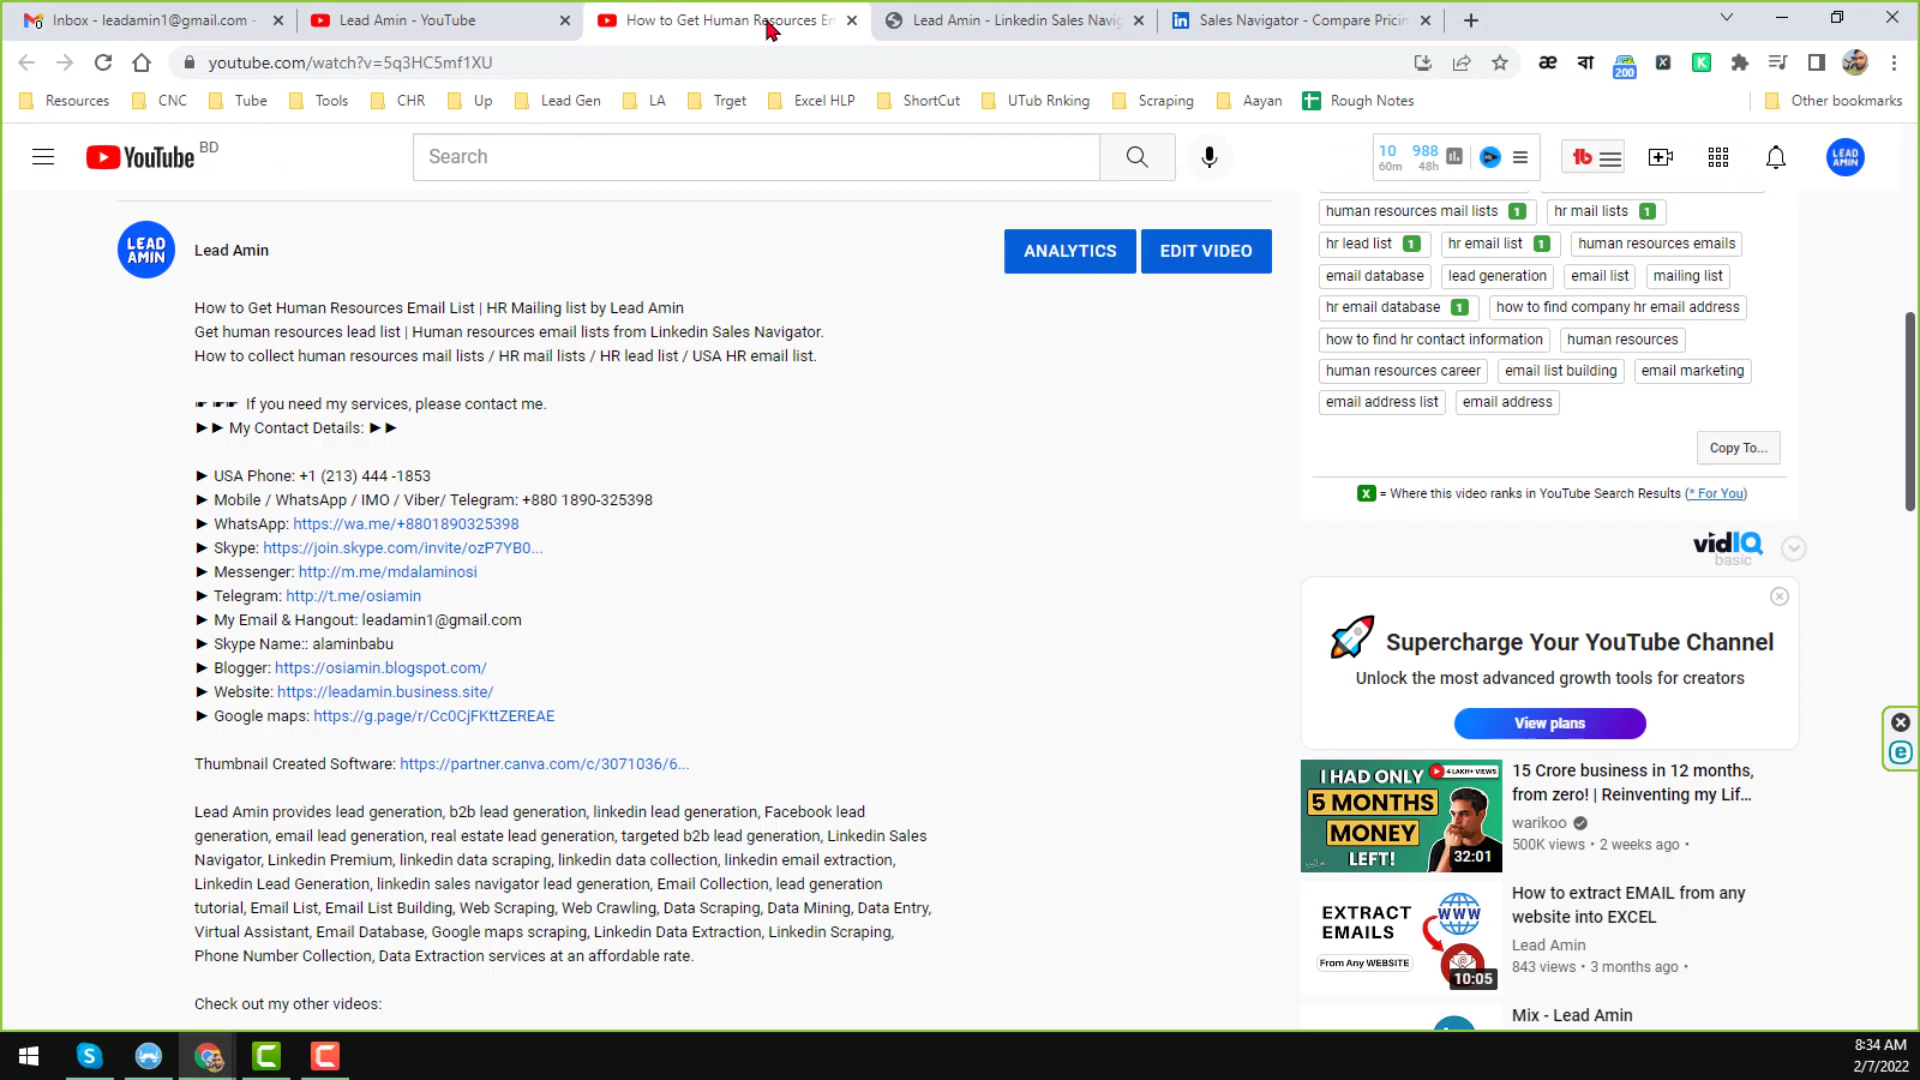 Inbox - leadamin1@gmail.com -
Lead Amin - YouTube
How to Get Human Resources En
Lead Amin - Linkedin Sales Navig
Sales Navigator - Compare Pricin
youtube.com/watch?v=5q3HC5mf1XU
æ বা 200
Resources
CNC
Tube
Tools
CHR
Up
Lead Gen
LA
Trget
Excel HLP
ShortCut
UTub Rnking
Scraping
Aayan
Rough Notes
Other bookmarks
YouTube BD
Search
10 988
60m 48h
LEAD AMIN
human resources mail lists 1
hr mail lists 1
hr lead list 1
hr email list 1
human resources emails
email database
lead generation
email list
mailing list
hr email database 1
how to find company hr email address
how to find hr contact information
human resources
human resources career
email list building
email marketing
email address list
email address
Copy To...
X = Where this video ranks in YouTube Search Results (* For You)
LEAD
AMIN
Lead Amin
ANALYTICS
EDIT VIDEO
How to Get Human Resources Email List | HR Mailing list by Lead Amin
Get human resources lead list | Human resources email lists from Linkedin Sales Navigator.
How to collect human resources mail lists / HR mail lists / HR lead list / USA HR email list.
☛ ☛☛ If you need my services, please contact me.
►► My Contact Details: ►►
► USA Phone: +1 (213) 444 -1853
► Mobile / WhatsApp / IMO / Viber/ Telegram: +880 1890-325398
► WhatsApp: https://wa.me/+8801890325398
► Skype: https://join.skype.com/invite/ozP7YB0...
► Messenger: http://m.me/mdalaminosi
► Telegram: http://t.me/osiamin
► My Email & Hangout: leadamin1@gmail.com
► Skype Name:: alaminbabu
► Blogger: https://osiamin.blogspot.com/
► Website: https://leadamin.business.site/
► Google maps: https://g.page/r/Cc0CjFKttZEREAE
Thumbnail Created Software: https://partner.canva.com/c/3071036/6...
Lead Amin provides lead generation, b2b lead generation, linkedin lead generation, Facebook lead
generation, email lead generation, real estate lead generation, targeted b2b lead generation, Linkedin Sales
Navigator, Linkedin Premium, linkedin data scraping, linkedin data collection, linkedin email extraction,
Linkedin Lead Generation, linkedin sales navigator lead generation, Email Collection, lead generation
tutorial, Email List, Email List Building, Web Scraping, Web Crawling, Data Scraping, Data Mining, Data Entry,
Virtual Assistant, Email Database, Google maps scraping, Linkedin Data Extraction, Linkedin Scraping,
Phone Number Collection, Data Extraction services at an affordable rate.
Check out my other videos:
vidIQ
basic
Supercharge Your YouTube Channel
Unlock the most advanced growth tools for creators
View plans
I HAD ONLY
4 LAKH+ VIEWS
5 MONTHS
MONEY
LEFT!
32:01
15 Crore business in 12 months,
from zero! | Reinventing my Lif...
warikoo
500K views • 2 weeks ago •
EXTRACT
EMAILS
WWW
From Any WEBSITE
10:05
How to extract EMAIL from any
website into EXCEL
Lead Amin
843 views • 3 months ago •
Mix - Lead Amin
8:34 AM
2/7/2022